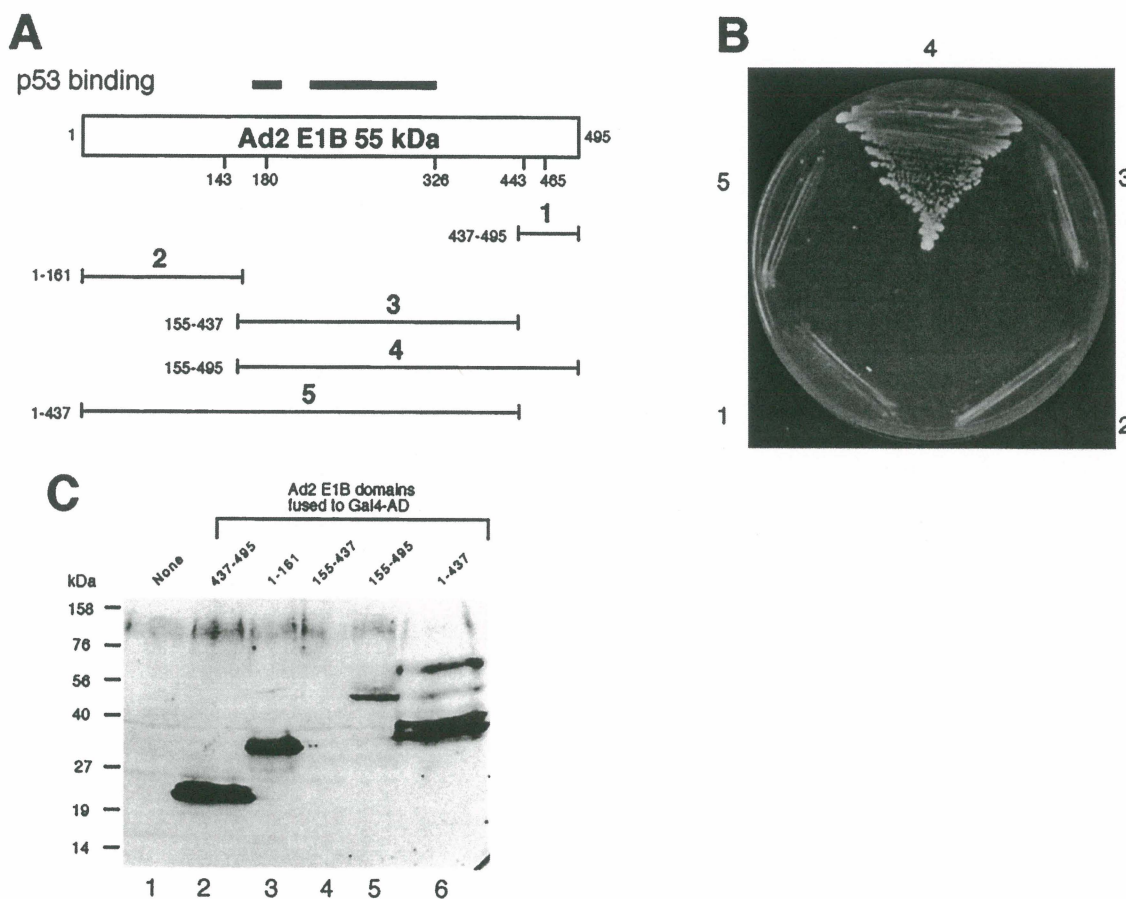 A
p53 binding
1 Ad2 E1B 55 kDa 495
143 180 326 443 465
1
437-495
2
1-161
3
155-437
4
155-495
5
1-437
B
4
5
3
1
2
C
Ad2 E1B domains
fused to Gal4-AD
None 437-495 1-161 155-437 155-495 1-437
kDa
158
76
56
40
27
19
14
1 2 3 4 5 6